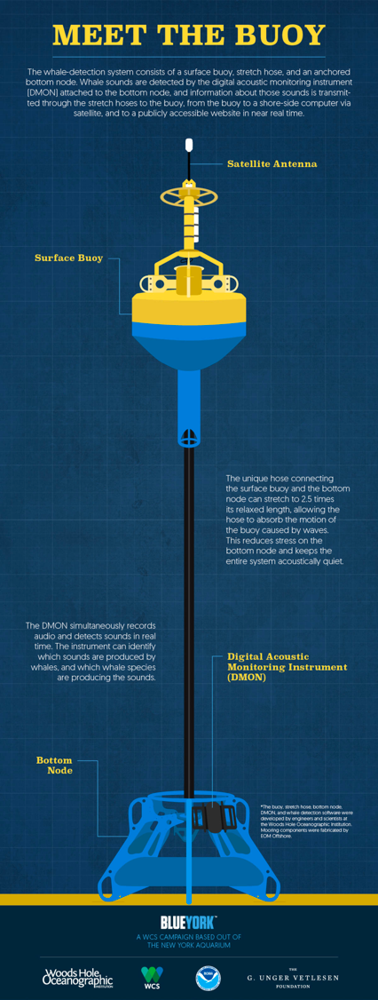 MEET THE BUOY
The whale-detection system consists of a surface buoy, stretch hose, and an anchored
bottom node. Whale sounds are detected by the digital acoustic monitoring instrument
(DMON) attached to the bottom node, and information about those sounds is transmit-
ted through the stretch hoses to the buoy, from the buoy to a shore-side computer via
satellite, and to a publicly accessible website in near real time.
Satellite Antenna
Surface Buoy
The unique hose connecting
the surface buoy and the bottom
node can stretch to 2.5 times
its relaxed length, allowing the
hose to absorb the motion of
the buoy caused by waves.
This reduces stress on the
bottom node and keeps the
entire system acoustically quiet.
The DMON simultaneously records
audio and detects sounds in real
time. The instrument can identify
which sounds are produced by
whales, and which whale species
are producing the sounds.
Digital Acoustic
Monitoring Instrument
(DMON)
Bottom
Node
*The buoy, stretch hose, bottom node,
DMON, and whale detection software were
developed by engineers and scientists at
the Woods Hole Oceanographic Institution.
Mooring components were fabricated by
EOM Offshore.
BLUEYORK™
A WCS CAMPAIGN BASED OUT OF
THE NEW YORK AQUARIUM
Woods Hole
Oceanographic
INSTITUTION
WCS
NOAA
THE
G. UNGER VETLESEN
FOUNDATION